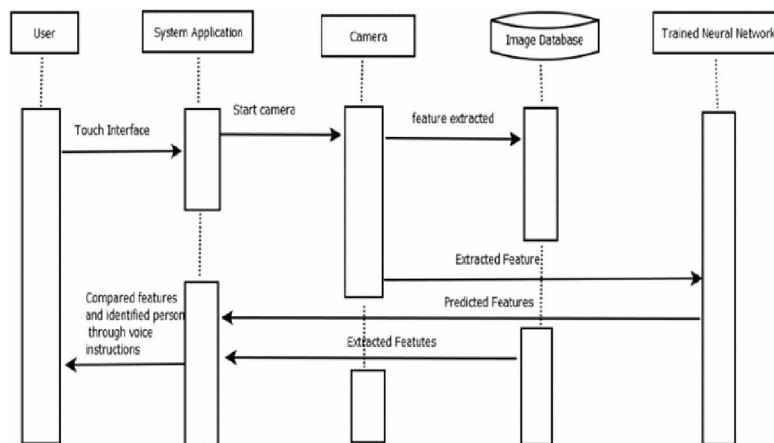 User
System Application
Camera
Image Database
Trained Neural Network
Touch Interface
Start camera
feature extracted
Extracted Feature
Predicted Features
Compared features
and identified person
through voice
instructions
Extracted Featutes